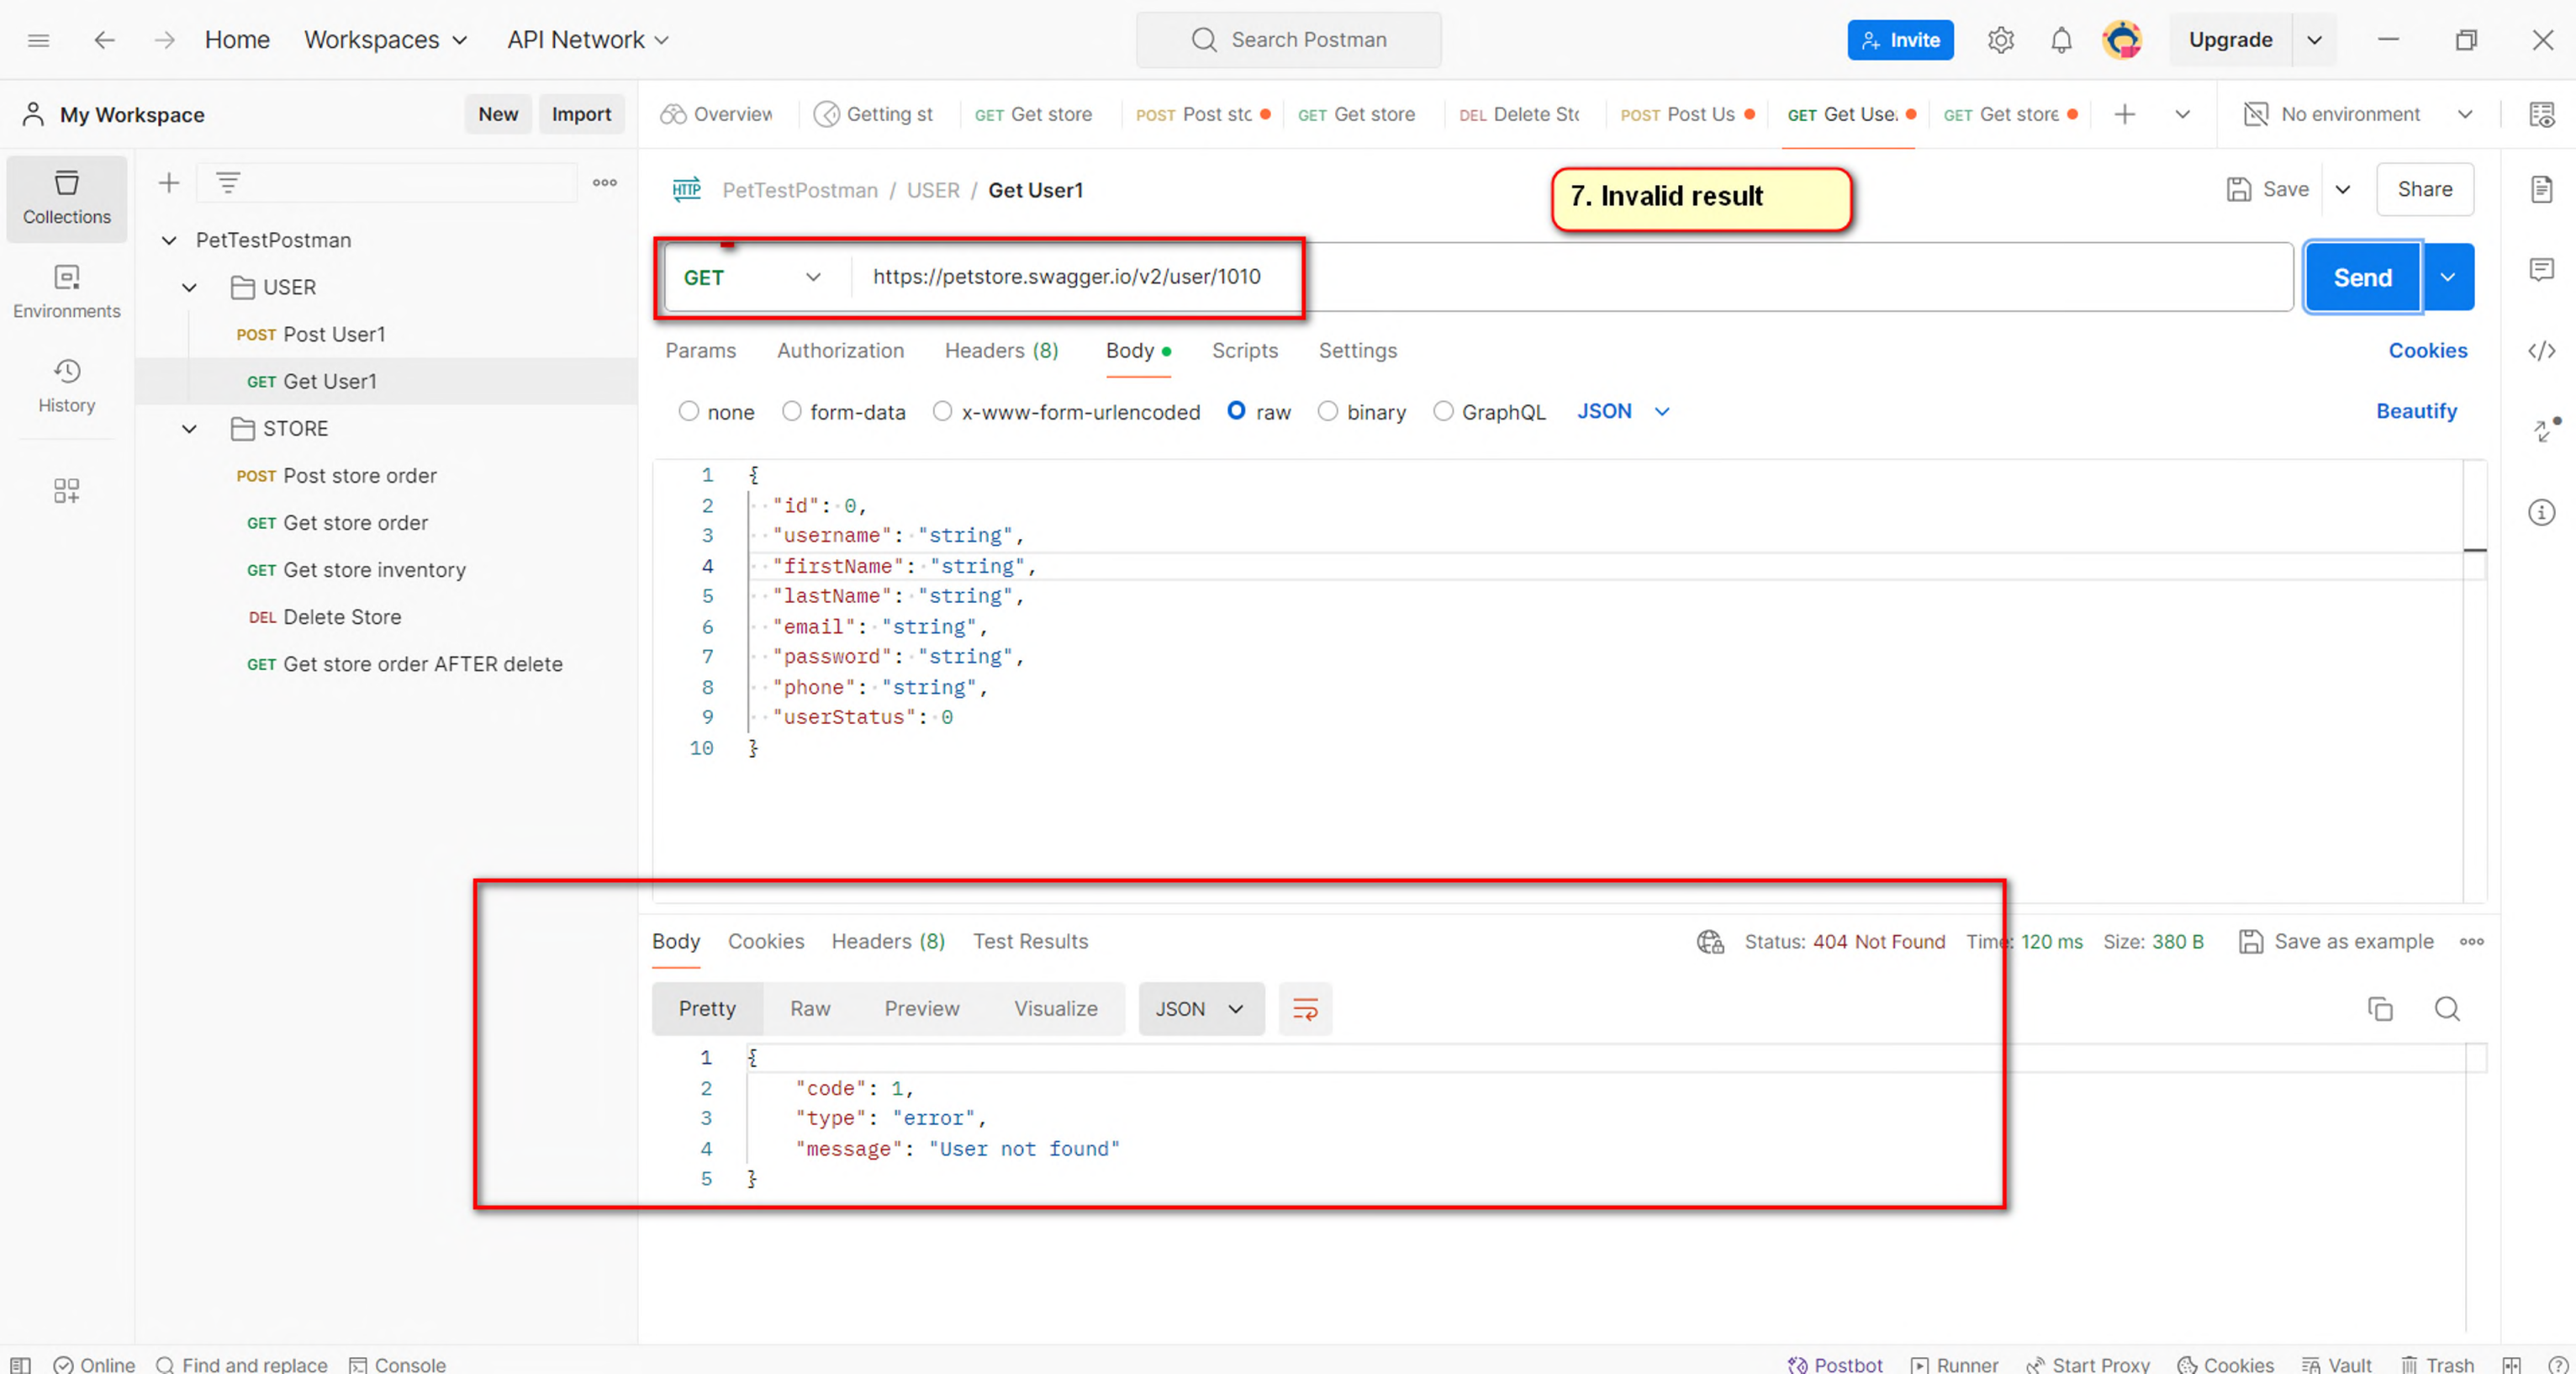 Home Workspaces API Network Search Postman Invite Upgrade
My Workspace New Import Overview Getting st GET Get store POST Post stc GET Get store DEL Delete Stc POST Post Us GET Get Use GET Get store No environment
Collections
Environments
History
PetTestPostman
USER
POST Post User1
GET Get User1
STORE
POST Post store order
GET Get store order
GET Get store inventory
DEL Delete Store
GET Get store order AFTER delete
HTTP PetTestPostman / USER / Get User1 Save Share
7. Invalid result
GET https://petstore.swagger.io/v2/user/1010 Send
Params Authorization Headers (8) Body Scripts Settings Cookies
none form-data x-www-form-urlencoded raw binary GraphQL JSON Beautify
1 {
2 "id": 0,
3 "username": "string",
4 "firstName": "string",
5 "lastName": "string",
6 "email": "string",
7 "password": "string",
8 "phone": "string",
9 "userStatus": 0
10 }
Body Cookies Headers (8) Test Results Status: 404 Not Found Time: 120 ms Size: 380 B Save as example
Pretty Raw Preview Visualize JSON
1 {
2 "code": 1,
3 "type": "error",
4 "message": "User not found"
5 }
Online Find and replace Console Postbot Runner Start Proxy Cookies Vault Trash